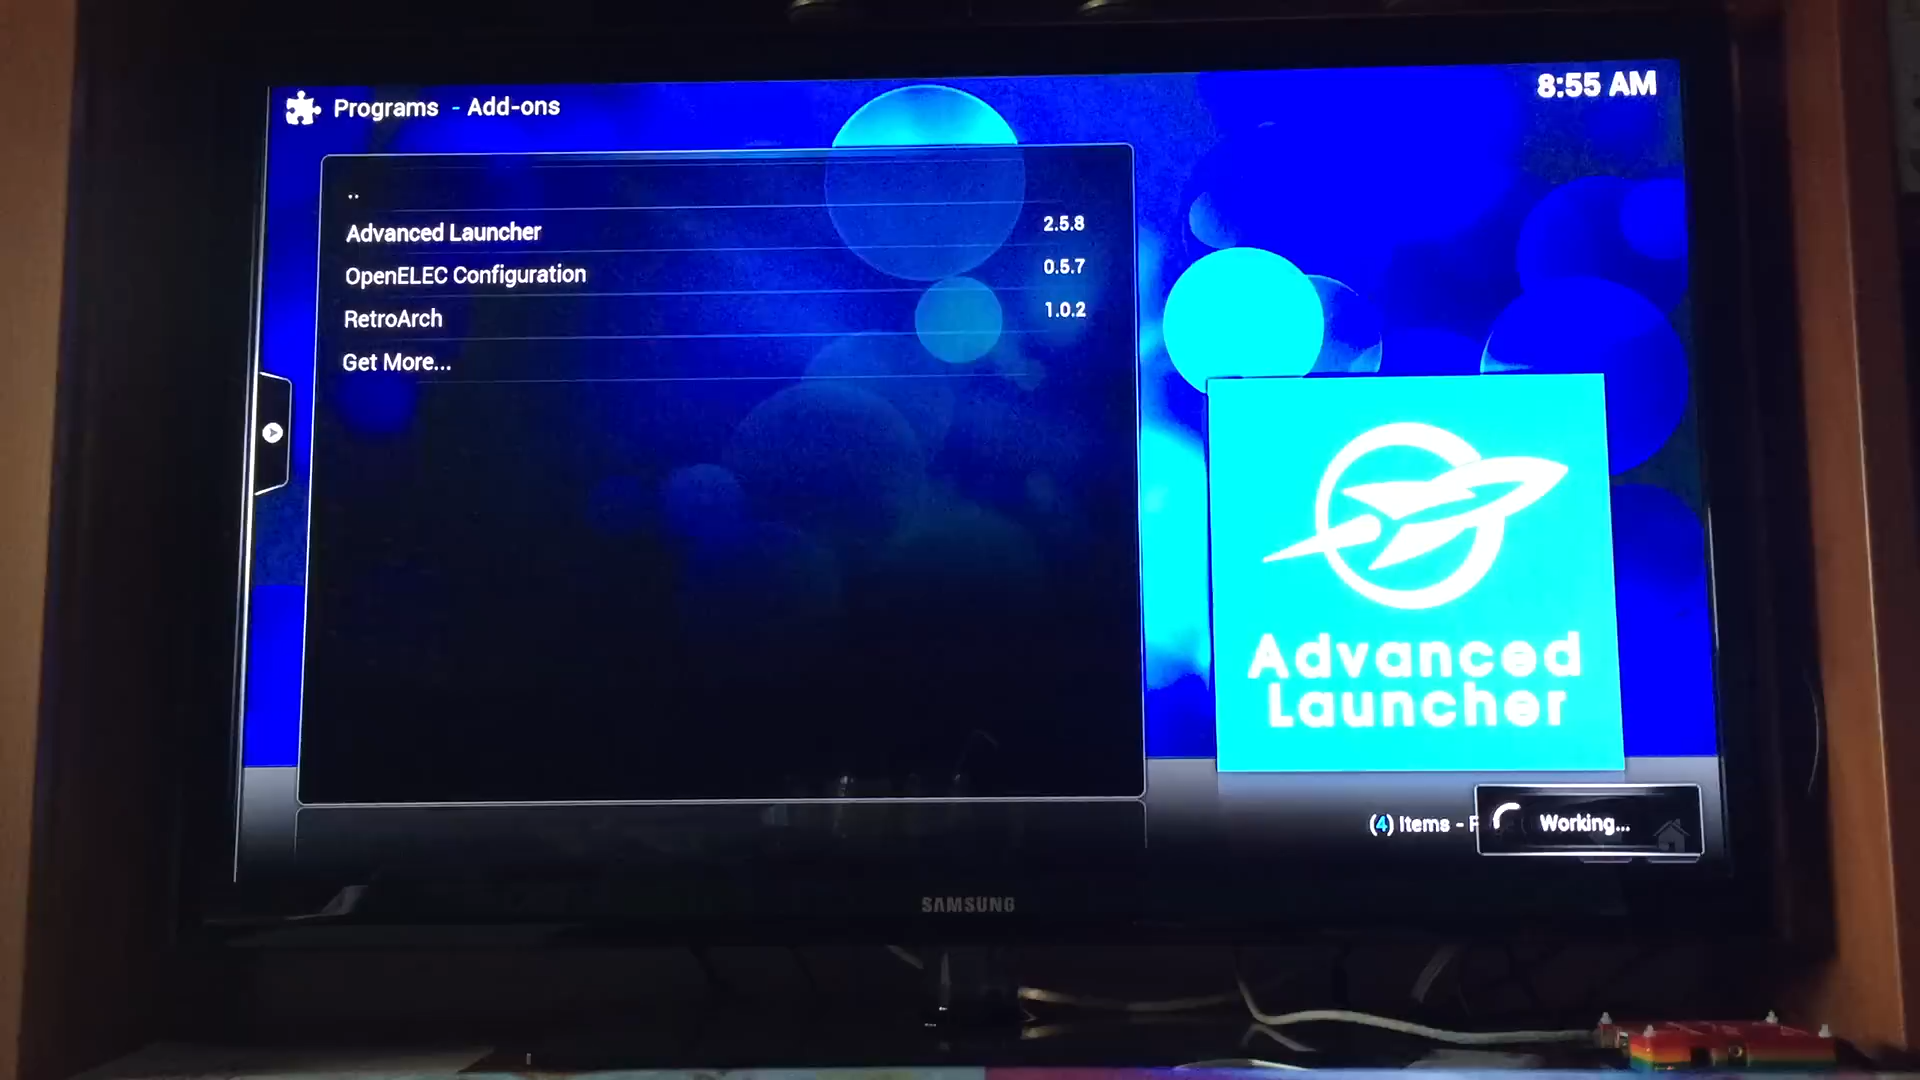 Programs - Add-ons
8:55 AM
..
Advanced Launcher 2.5.8
OpenELEC Configuration 0.5.7
RetroArch 1.0.2
Get More...
Advanced
Launcher
(4) Items -
Working...
SAMSUNG